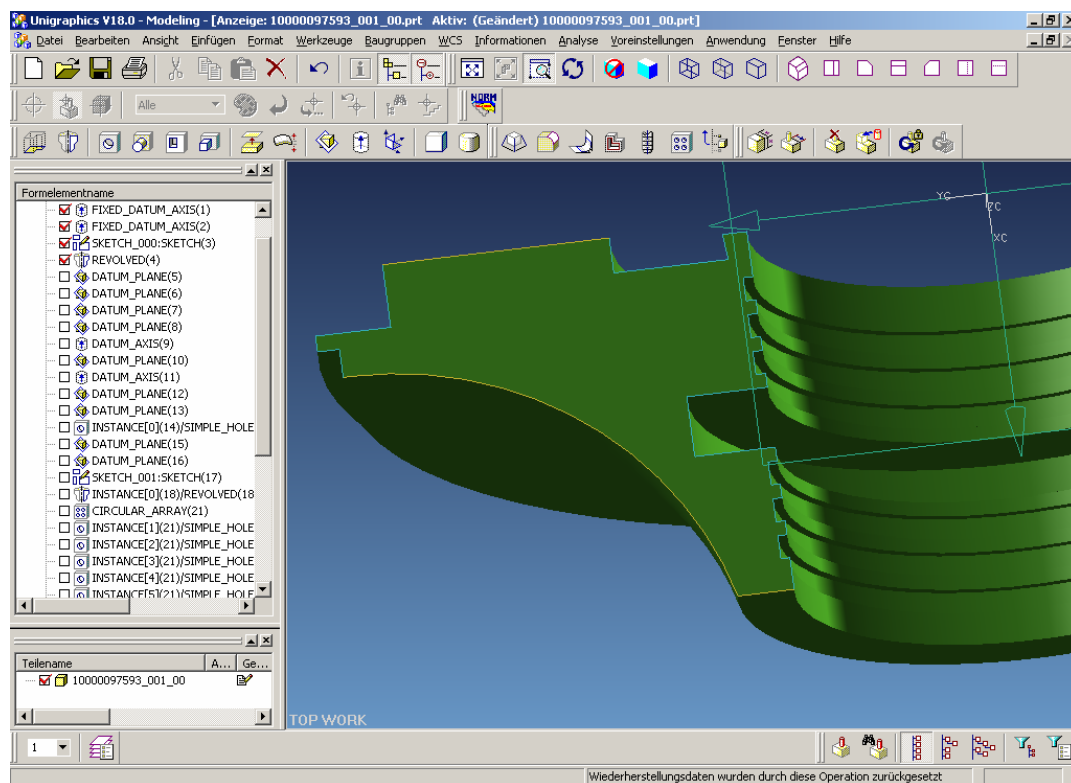 Unigraphics V18.0 - Modeling - [Anzeige: 10000097593_001_00.prt   Aktiv: (Geändert) 10000097593_001_00.prt]
Datei Bearbeiten Ansicht Einfügen Format Werkzeuge Baugruppen WCS Informationen Analyse Voreinstellungen Anwendung Fenster Hilfe
Alle
NORM
Formelementname
FIXED_DATUM_AXIS(1)
FIXED_DATUM_AXIS(2)
SKETCH_000:SKETCH(3)
REVOLVED(4)
DATUM_PLANE(5)
DATUM_PLANE(6)
DATUM_PLANE(7)
DATUM_PLANE(8)
DATUM_AXIS(9)
DATUM_PLANE(10)
DATUM_AXIS(11)
DATUM_PLANE(12)
DATUM_PLANE(13)
INSTANCE[0](14)/SIMPLE_HOLE
DATUM_PLANE(15)
DATUM_PLANE(16)
SKETCH_001:SKETCH(17)
INSTANCE[0](18)/REVOLVED(18
CIRCULAR_ARRAY(21)
INSTANCE[1](21)/SIMPLE_HOLE
INSTANCE[2](21)/SIMPLE_HOLE
INSTANCE[3](21)/SIMPLE_HOLE
INSTANCE[4](21)/SIMPLE_HOLE
INSTANCE[5](21)/SIMPLE_HOLE
YC
ZC
XC
Teilename A... Ge...
10000097593_001_00
TOP WORK
1
Wiederherstellungsdaten wurden durch diese Operation zurückgesetzt